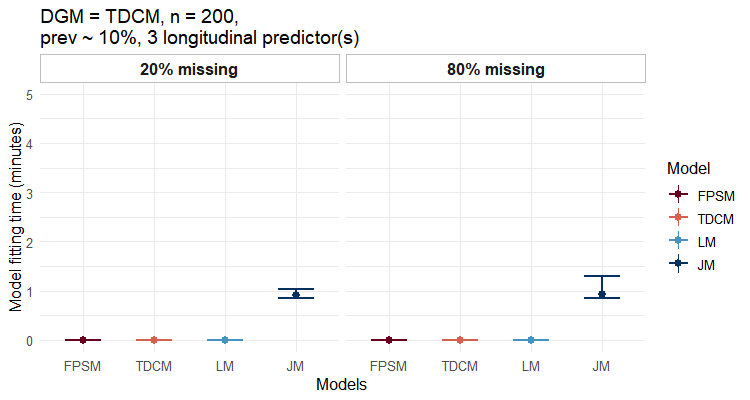 DGM = TDCM, n = 200,
prev ~ 10%, 3 longitudinal predictor(s)
20% missing
80% missing
Model fitting time (minutes)
5
4
3
2
1
0
FPSM TDCM LM JM
FPSM TDCM LM JM
Models
Model
FPSM
TDCM
LM
JM